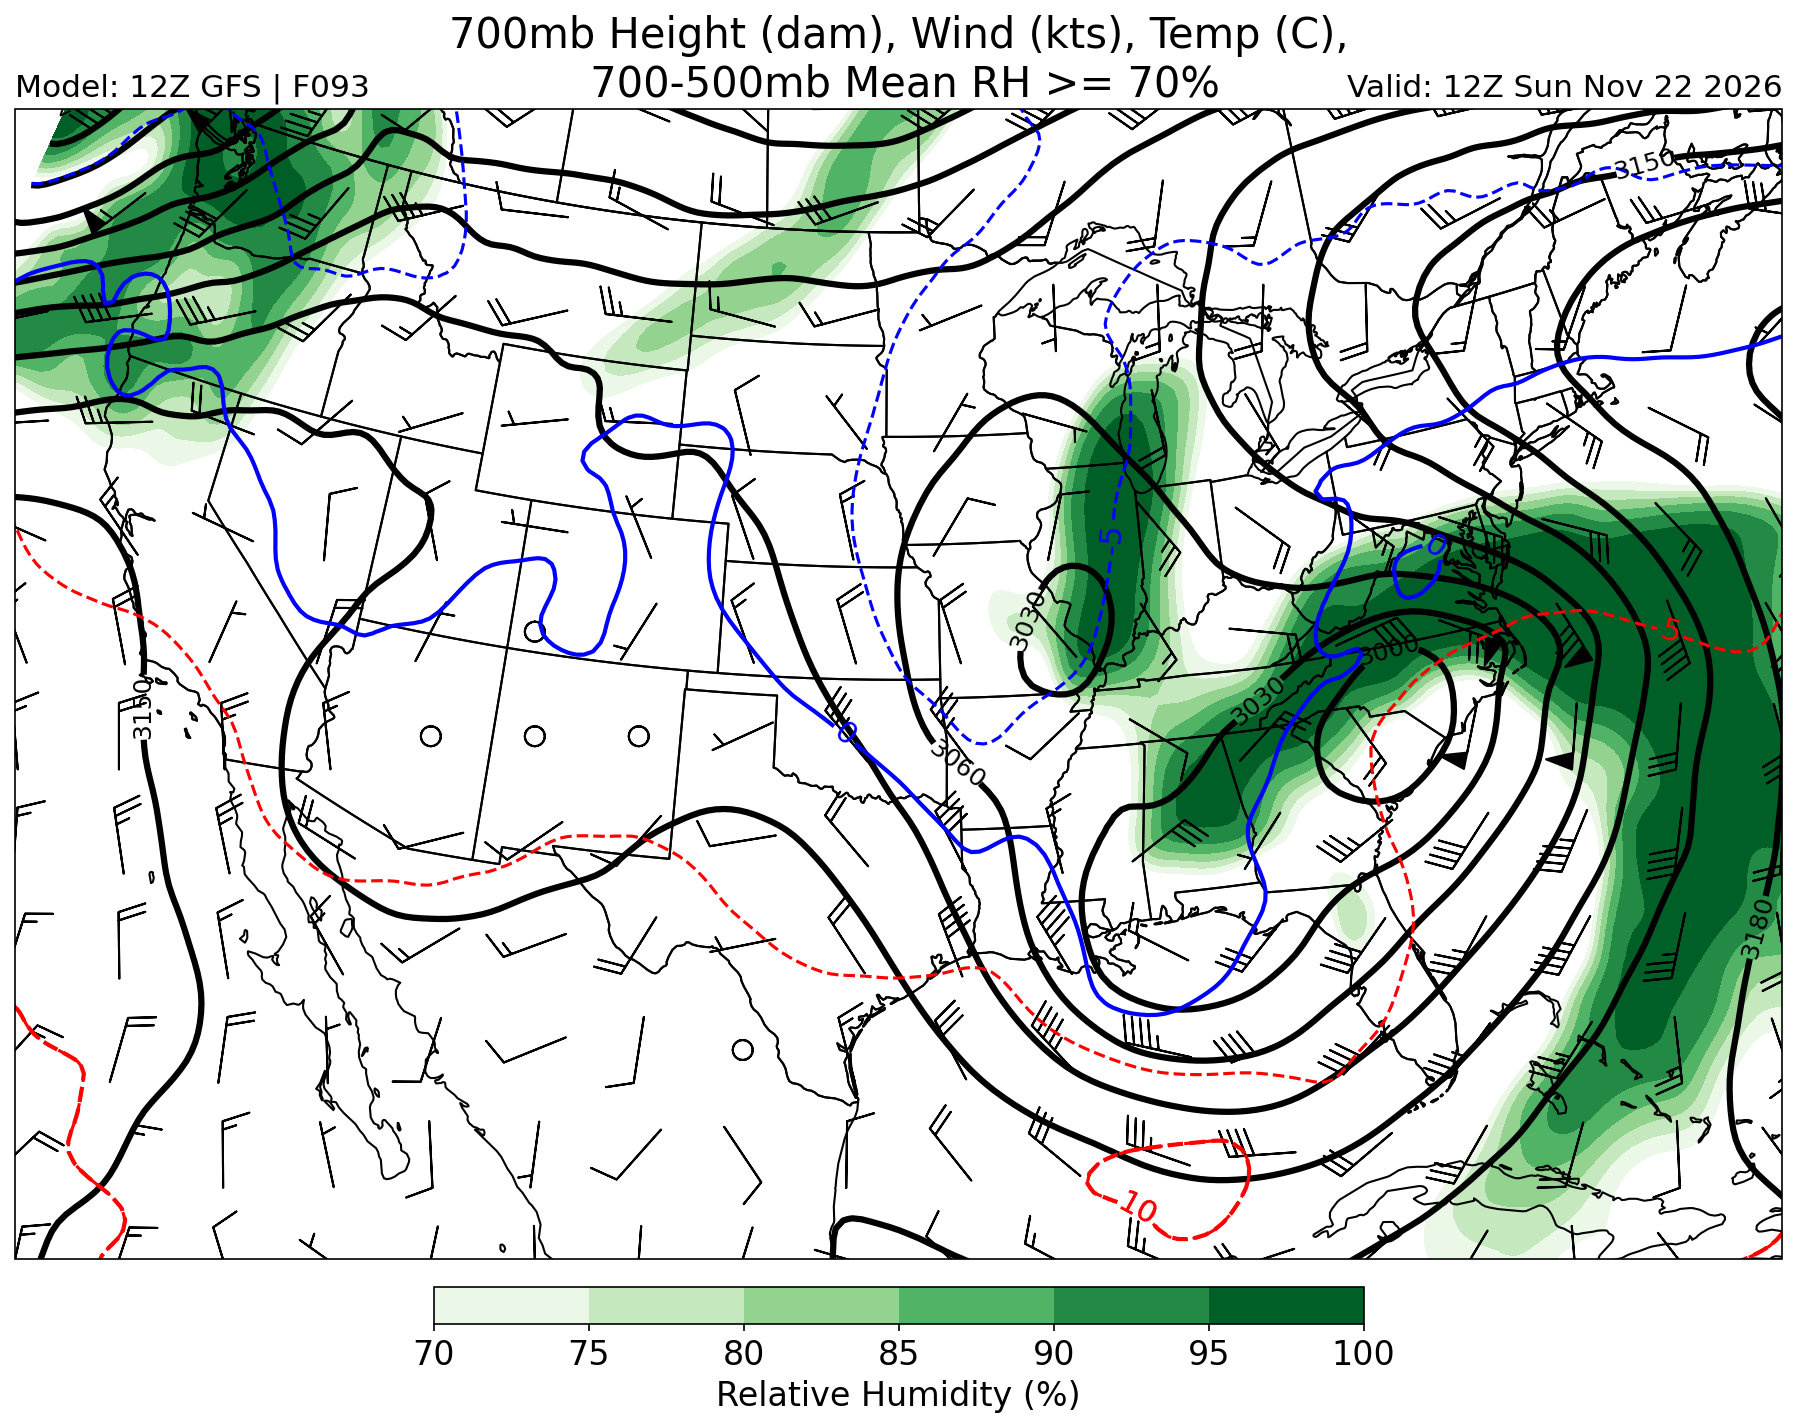 700mb Height (dam), Wind (kts), Temp (C),
700-500mb Mean RH >= 70%
Model: 12Z GFS | F093
Valid: 12Z Sun Nov 22 2026
3150
5
0
3030
3000
5
3030
3150
0
3060
3180
10
70 75 80 85 90 95 100
Relative Humidity (%)